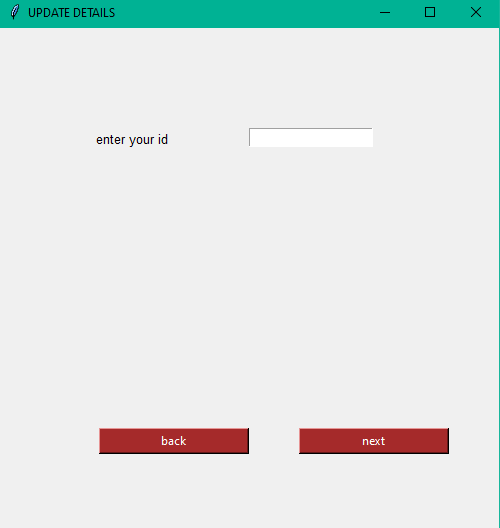 UPDATE DETAILS
enter your id
back
next